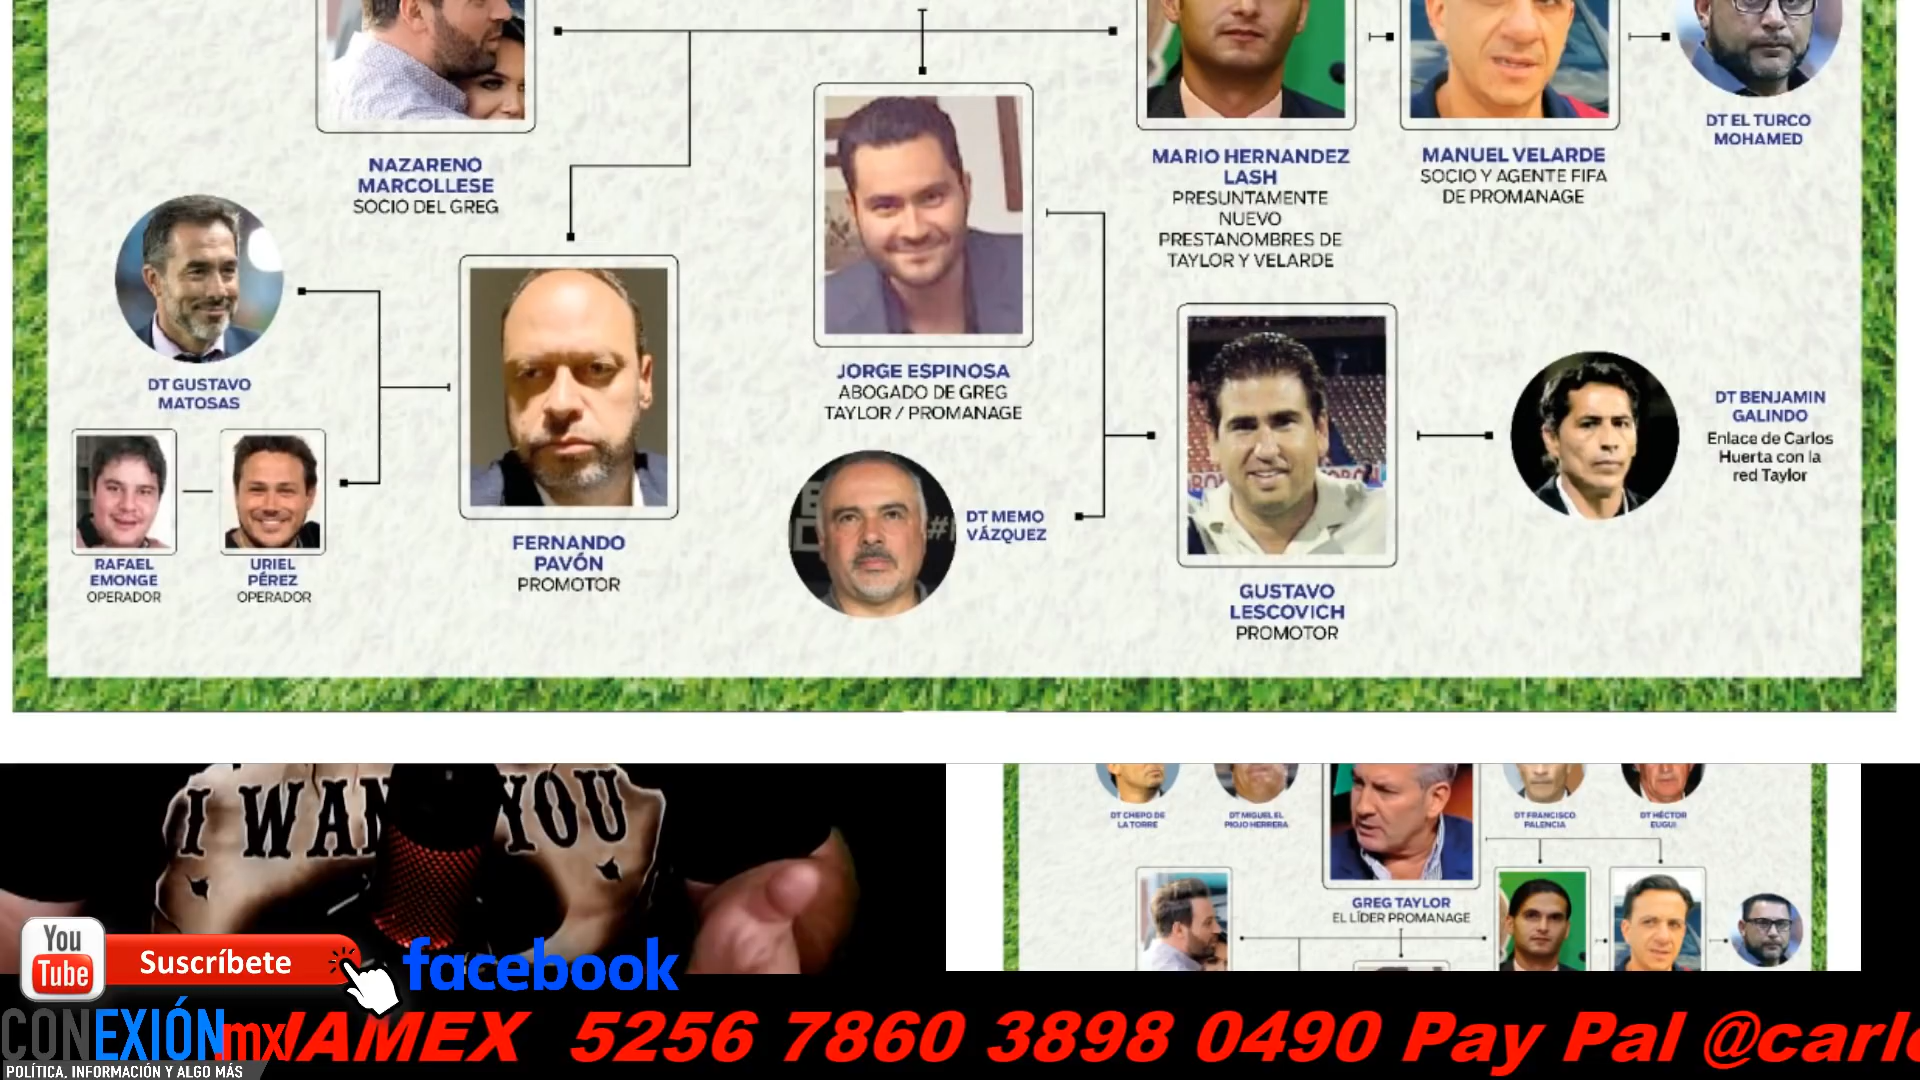 NAZARENO
MARCOLLESE
SOCIO DEL GREG
MARIO HERNANDEZ
LASH
PRESUNTAMENTE
NUEVO
PRESTANOMBRES DE
TAYLOR Y VELARDE
MANUEL VELARDE
SOCIO Y AGENTE FIFA
DE PROMANAGE
DT EL TURCO
MOHAMED
DT GUSTAVO
MATOSAS
JORGE ESPINOSA
ABOGADO DE GREG
TAYLOR / PROMANAGE
DT BENJAMIN
GALINDO
Enlace de Carlos
Huerta con la
red Taylor
DT MEMO
VÁZQUEZ
RAFAEL
EMONGE
OPERADOR
URIEL
PÉREZ
OPERADOR
FERNANDO
PAVÓN
PROMOTOR
GUSTAVO
LESCOVICH
PROMOTOR
I WAN YOU
DT CHEPO DE
LA TORRE
DT MIGUEL EL
PIOJO HERRERA
DT FRANCISCO
PALENCIA
DT HÉCTOR
EUGUI
GREG TAYLOR
EL LÍDER PROMANAGE
You
Tube
Suscríbete
facebook
CONEXIÓN mx
POLÍTICA, INFORMACIÓN Y ALGO MÁS
AMEX 5256 7860 3898 0490 Pay Pal @carl